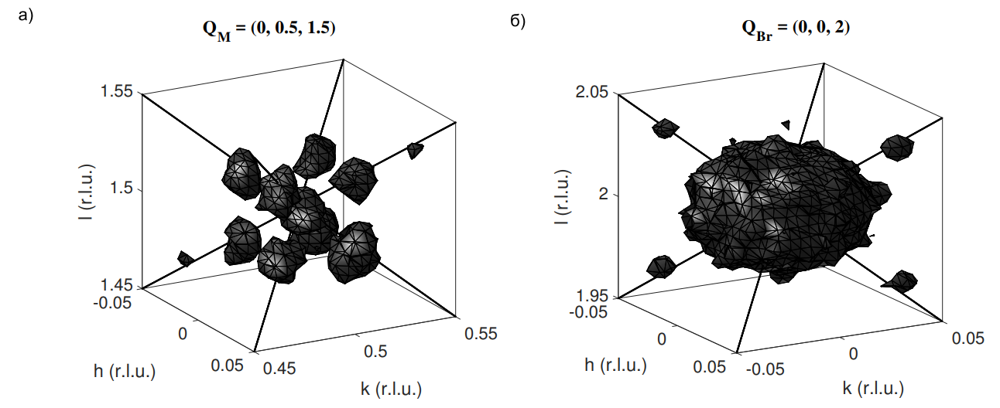 а)
Q_M = (0, 0.5, 1.5)
1.55
1.5
1.45
l (r.l.u.)
-0.05
0
0.05
h (r.l.u.)
0.45
0.5
0.55
k (r.l.u.)
б)
Q_Br = (0, 0, 2)
2.05
2
1.95
l (r.l.u.)
-0.05
0
0.05
h (r.l.u.)
-0.05
0
0.05
k (r.l.u.)